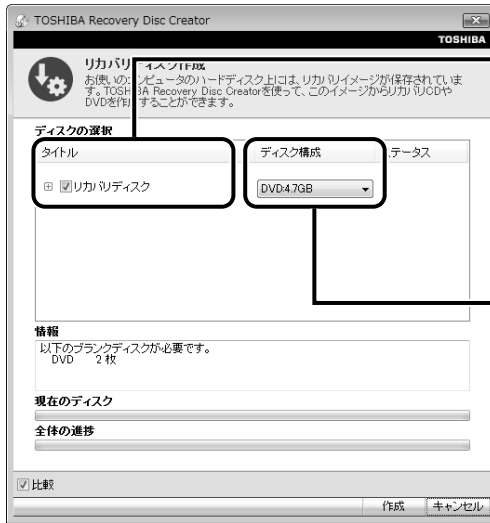 TOSHIBA Recovery Disc Creator
TOSHIBA
リカバリ ィスク作成
お使いの ンピュータのハードディスク上には、リカバリイメージが保存されていま
す。TOSH BA Recovery Disc Creatorを使って、このイメージからリカバリCDや
DVDを作 することができます。
ディスクの選択
タイトル ディスク構成 テータス
リカバリディスク DVD:4.7GB
情報
以下のブランクディスクが必要です。
DVD 2 枚
現在のディスク
全体の進捗
比較
作成 キャンセル